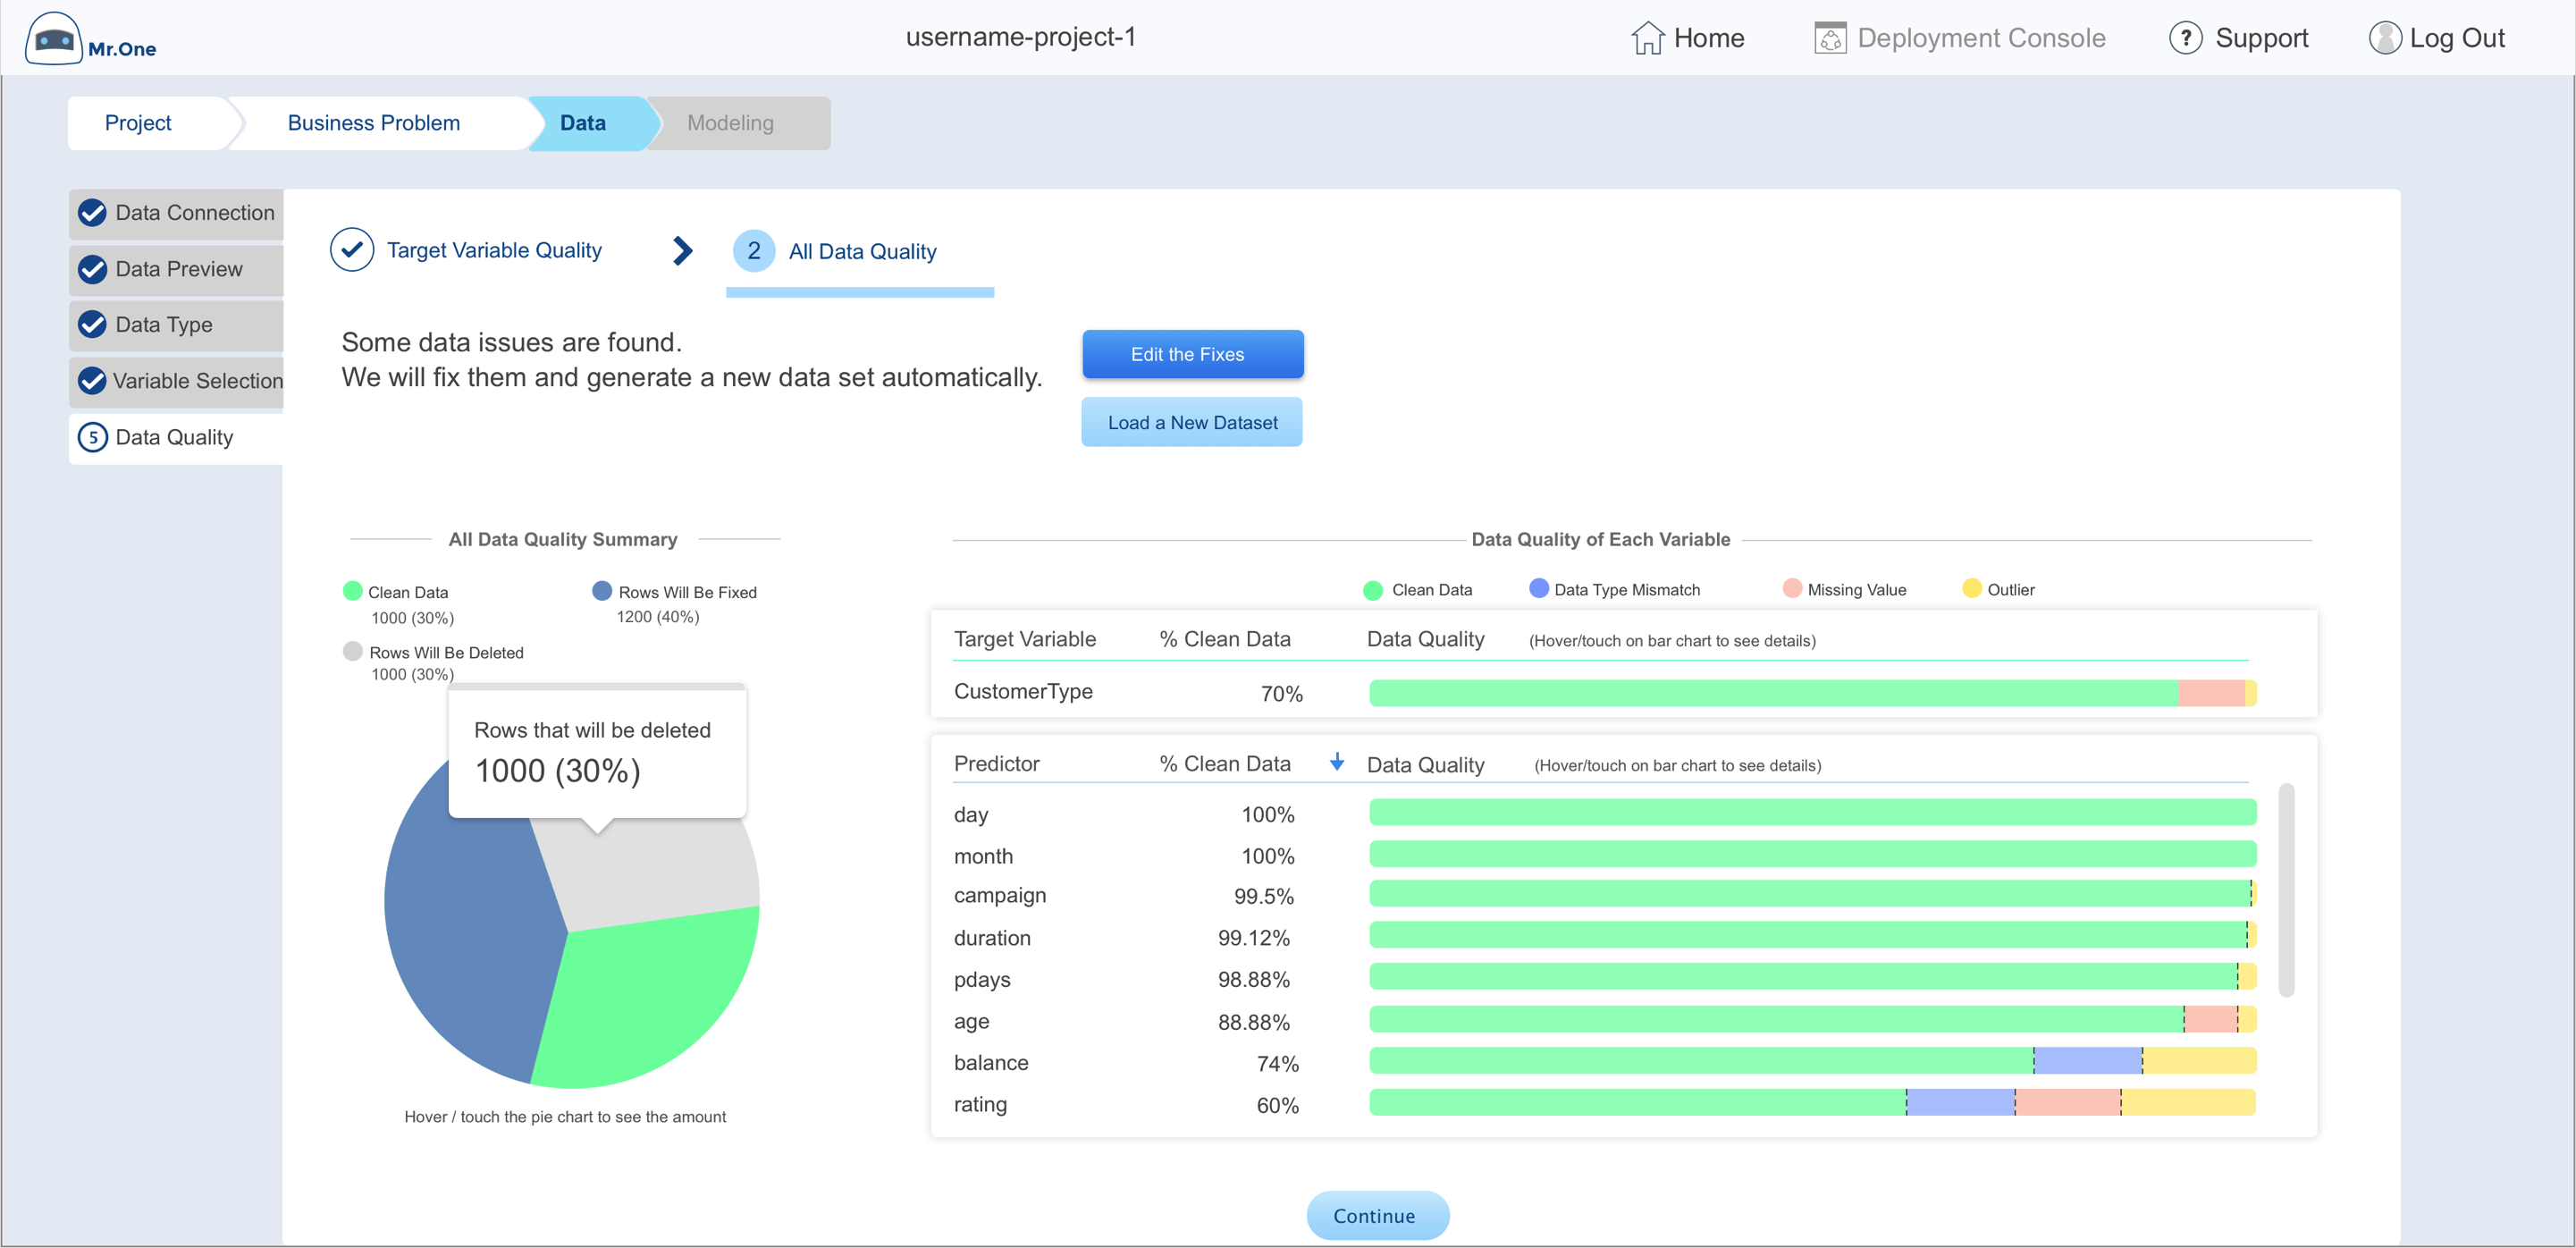 Mr.One
username-project-1
Home
Deployment Console
? Support
Log Out
Project
Business Problem
Data
Modeling
Data Connection
Data Preview
Data Type
Variable Selection
5 Data Quality
Target Variable Quality
2 All Data Quality
Some data issues are found.
We will fix them and generate a new data set automatically.
Edit the Fixes
Load a New Dataset
All Data Quality Summary
Clean Data
1000 (30%)
Rows Will Be Fixed
1200 (40%)
Rows Will Be Deleted
1000 (30%)
Rows that will be deleted
1000 (30%)
Hover / touch the pie chart to see the amount
Data Quality of Each Variable
Clean Data Data Type Mismatch Missing Value Outlier
Target Variable % Clean Data Data Quality (Hover/touch on bar chart to see details)
CustomerType 70%
Predictor % Clean Data Data Quality (Hover/touch on bar chart to see details)
day 100%
month 100%
campaign 99.5%
duration 99.12%
pdays 98.88%
age 88.88%
balance 74%
rating 60%
Continue